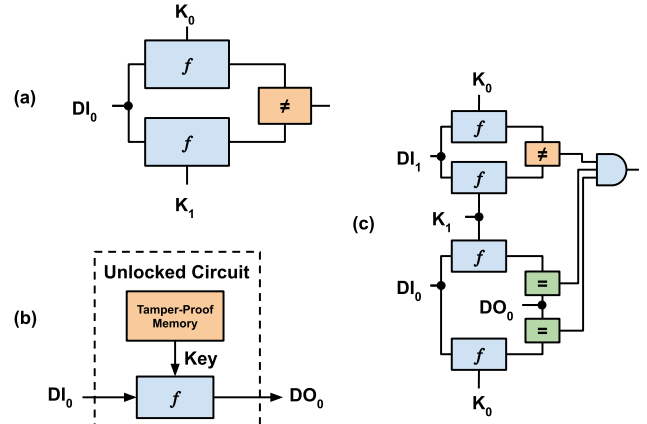 (a)
K0
f
DI0
≠
f
K1
(b)
Unlocked Circuit
Tamper-Proof
Memory
Key
DI0
f
DO0
(c)
K0
f
DI1
≠
f
K1
f
DI0
=
DO0
=
f
K0